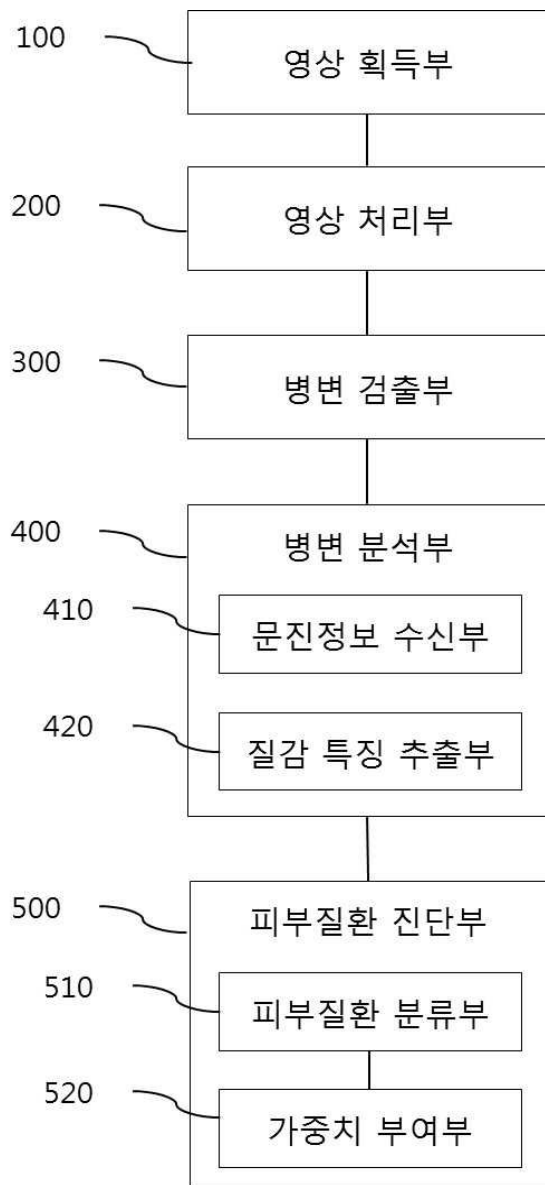 100 영상 획득부
200 영상 처리부
300 병변 검출부
400 병변 분석부
410 문진정보 수신부
420 질감 특징 추출부
500 피부질환 진단부
510 피부질환 분류부
520 가중치 부여부